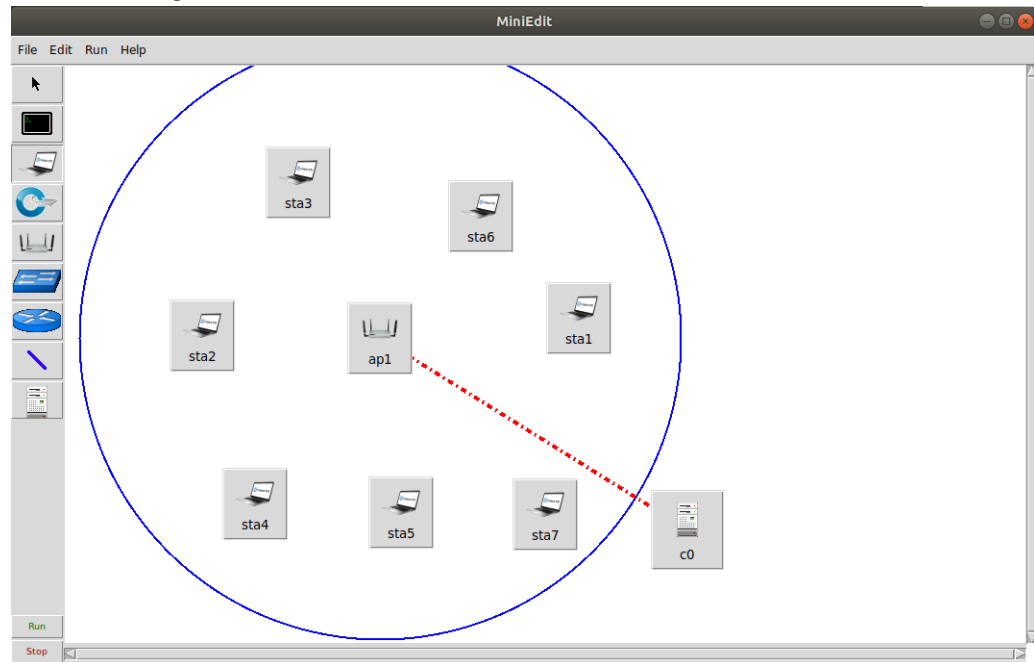 MiniEdit
File Edit Run Help
sta3
sta6
sta1
sta2
ap1
sta4
sta5
sta7
c0
Run
Stop